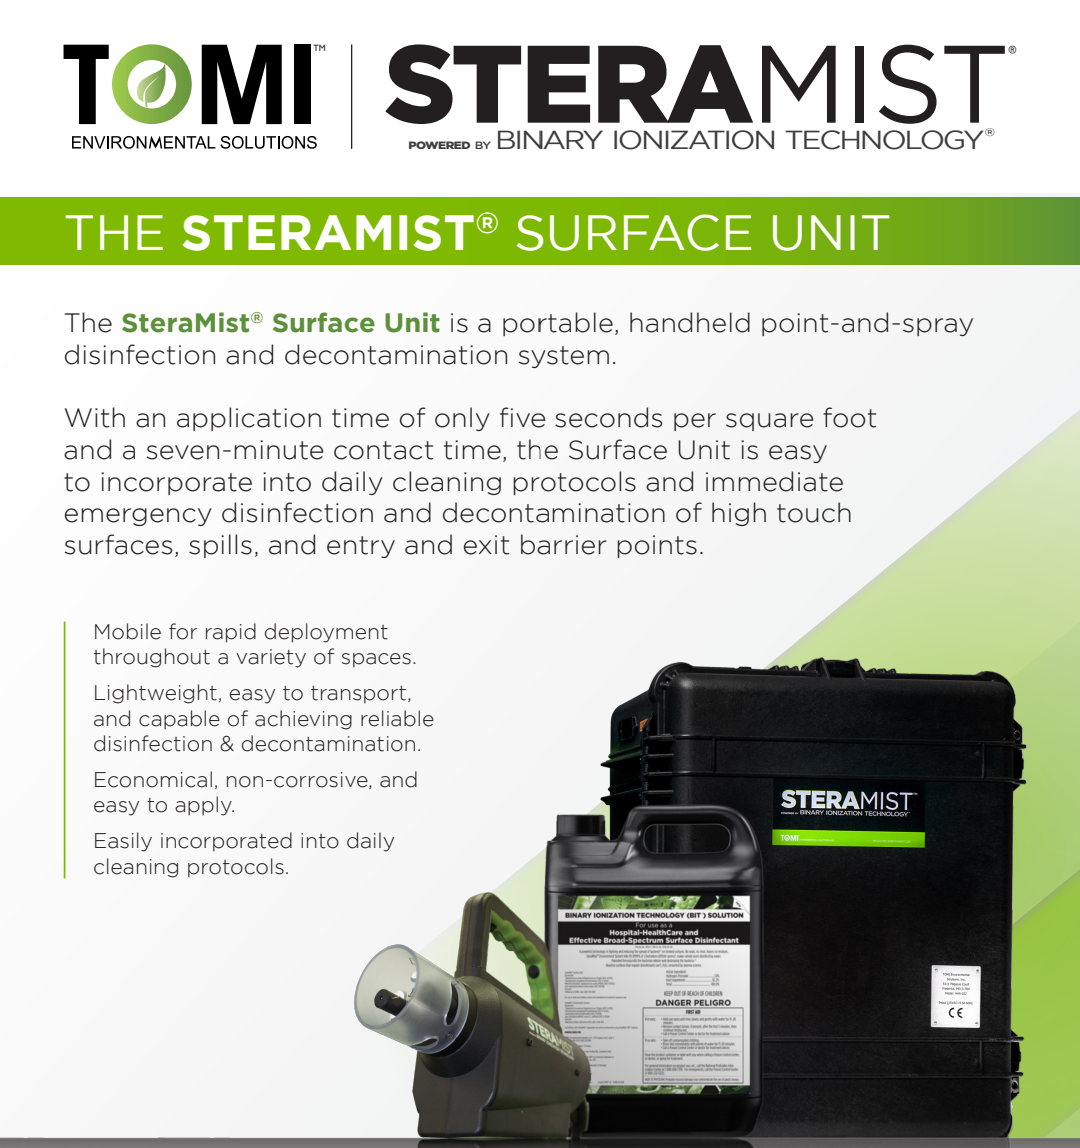 TOMI™
ENVIRONMENTAL SOLUTIONS
STERAMIST®
POWERED BY BINARY IONIZATION TECHNOLOGY®
THE STERAMIST® SURFACE UNIT
The SteraMist® Surface Unit is a portable, handheld point-and-spray
disinfection and decontamination system.
With an application time of only five seconds per square foot
and a seven-minute contact time, the Surface Unit is easy
to incorporate into daily cleaning protocols and immediate
emergency disinfection and decontamination of high touch
surfaces, spills, and entry and exit barrier points.
Mobile for rapid deployment
throughout a variety of spaces.
Lightweight, easy to transport,
and capable of achieving reliable
disinfection & decontamination.
Economical, non-corrosive, and
easy to apply.
Easily incorporated into daily
cleaning protocols.
STERAMIST™
BINARY IONIZATION TECHNOLOGY®
TOMI
BINARY IONIZATION TECHNOLOGY (BIT®) SOLUTION
For use as a
Hospital-HealthCare and
Effective Broad-Spectrum Surface Disinfectant
KEEP OUT OF REACH OF CHILDREN
DANGER PELIGRO
FIRST AID
STERAMIST
TOMI Environmental
Solutions, Inc.
CE